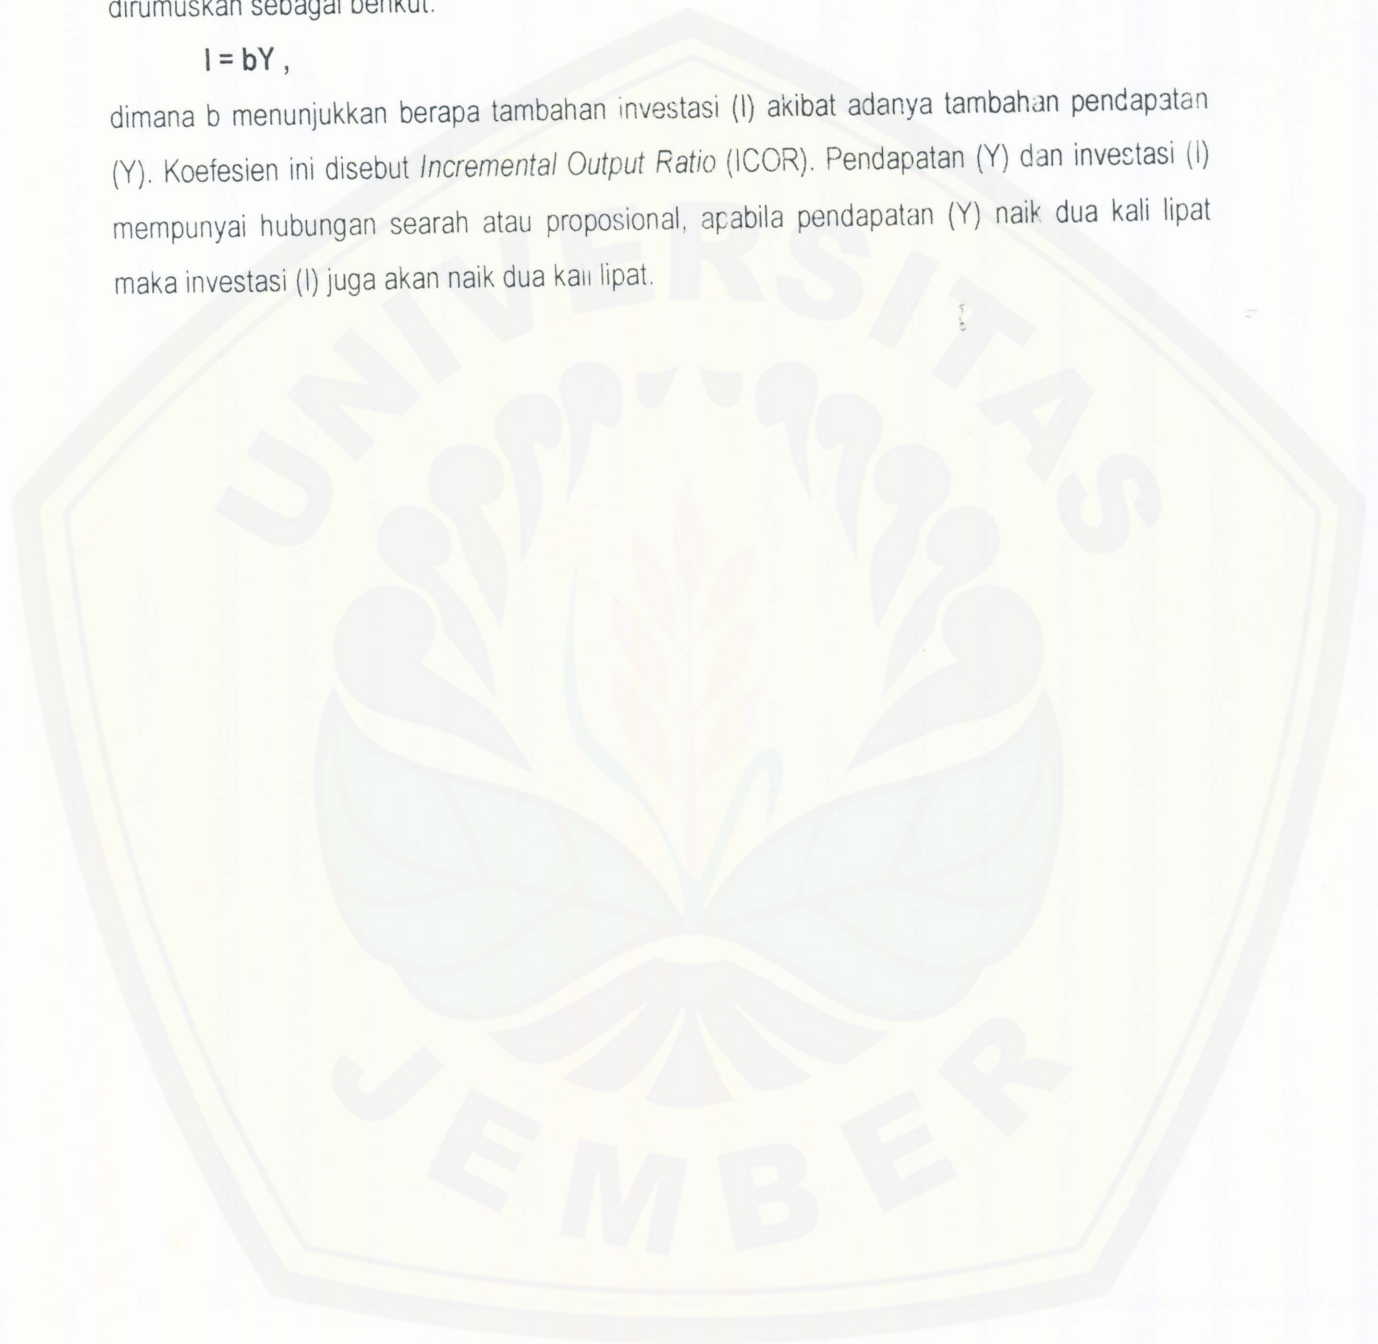 dirumuskan sebagai berikut:
I = bY ,
dimana b menunjukkan berapa tambahan investasi (I) akibat adanya tambahan pendapatan
(Y). Koefesien ini disebut Incremental Output Ratio (ICOR). Pendapatan (Y) dan investasi (I)
mempunyai hubungan searah atau proposional, apabila pendapatan (Y) naik dua kali lipat
maka investasi (I) juga akan naik dua kali lipat.
UNIVERSITAS
JEMBER